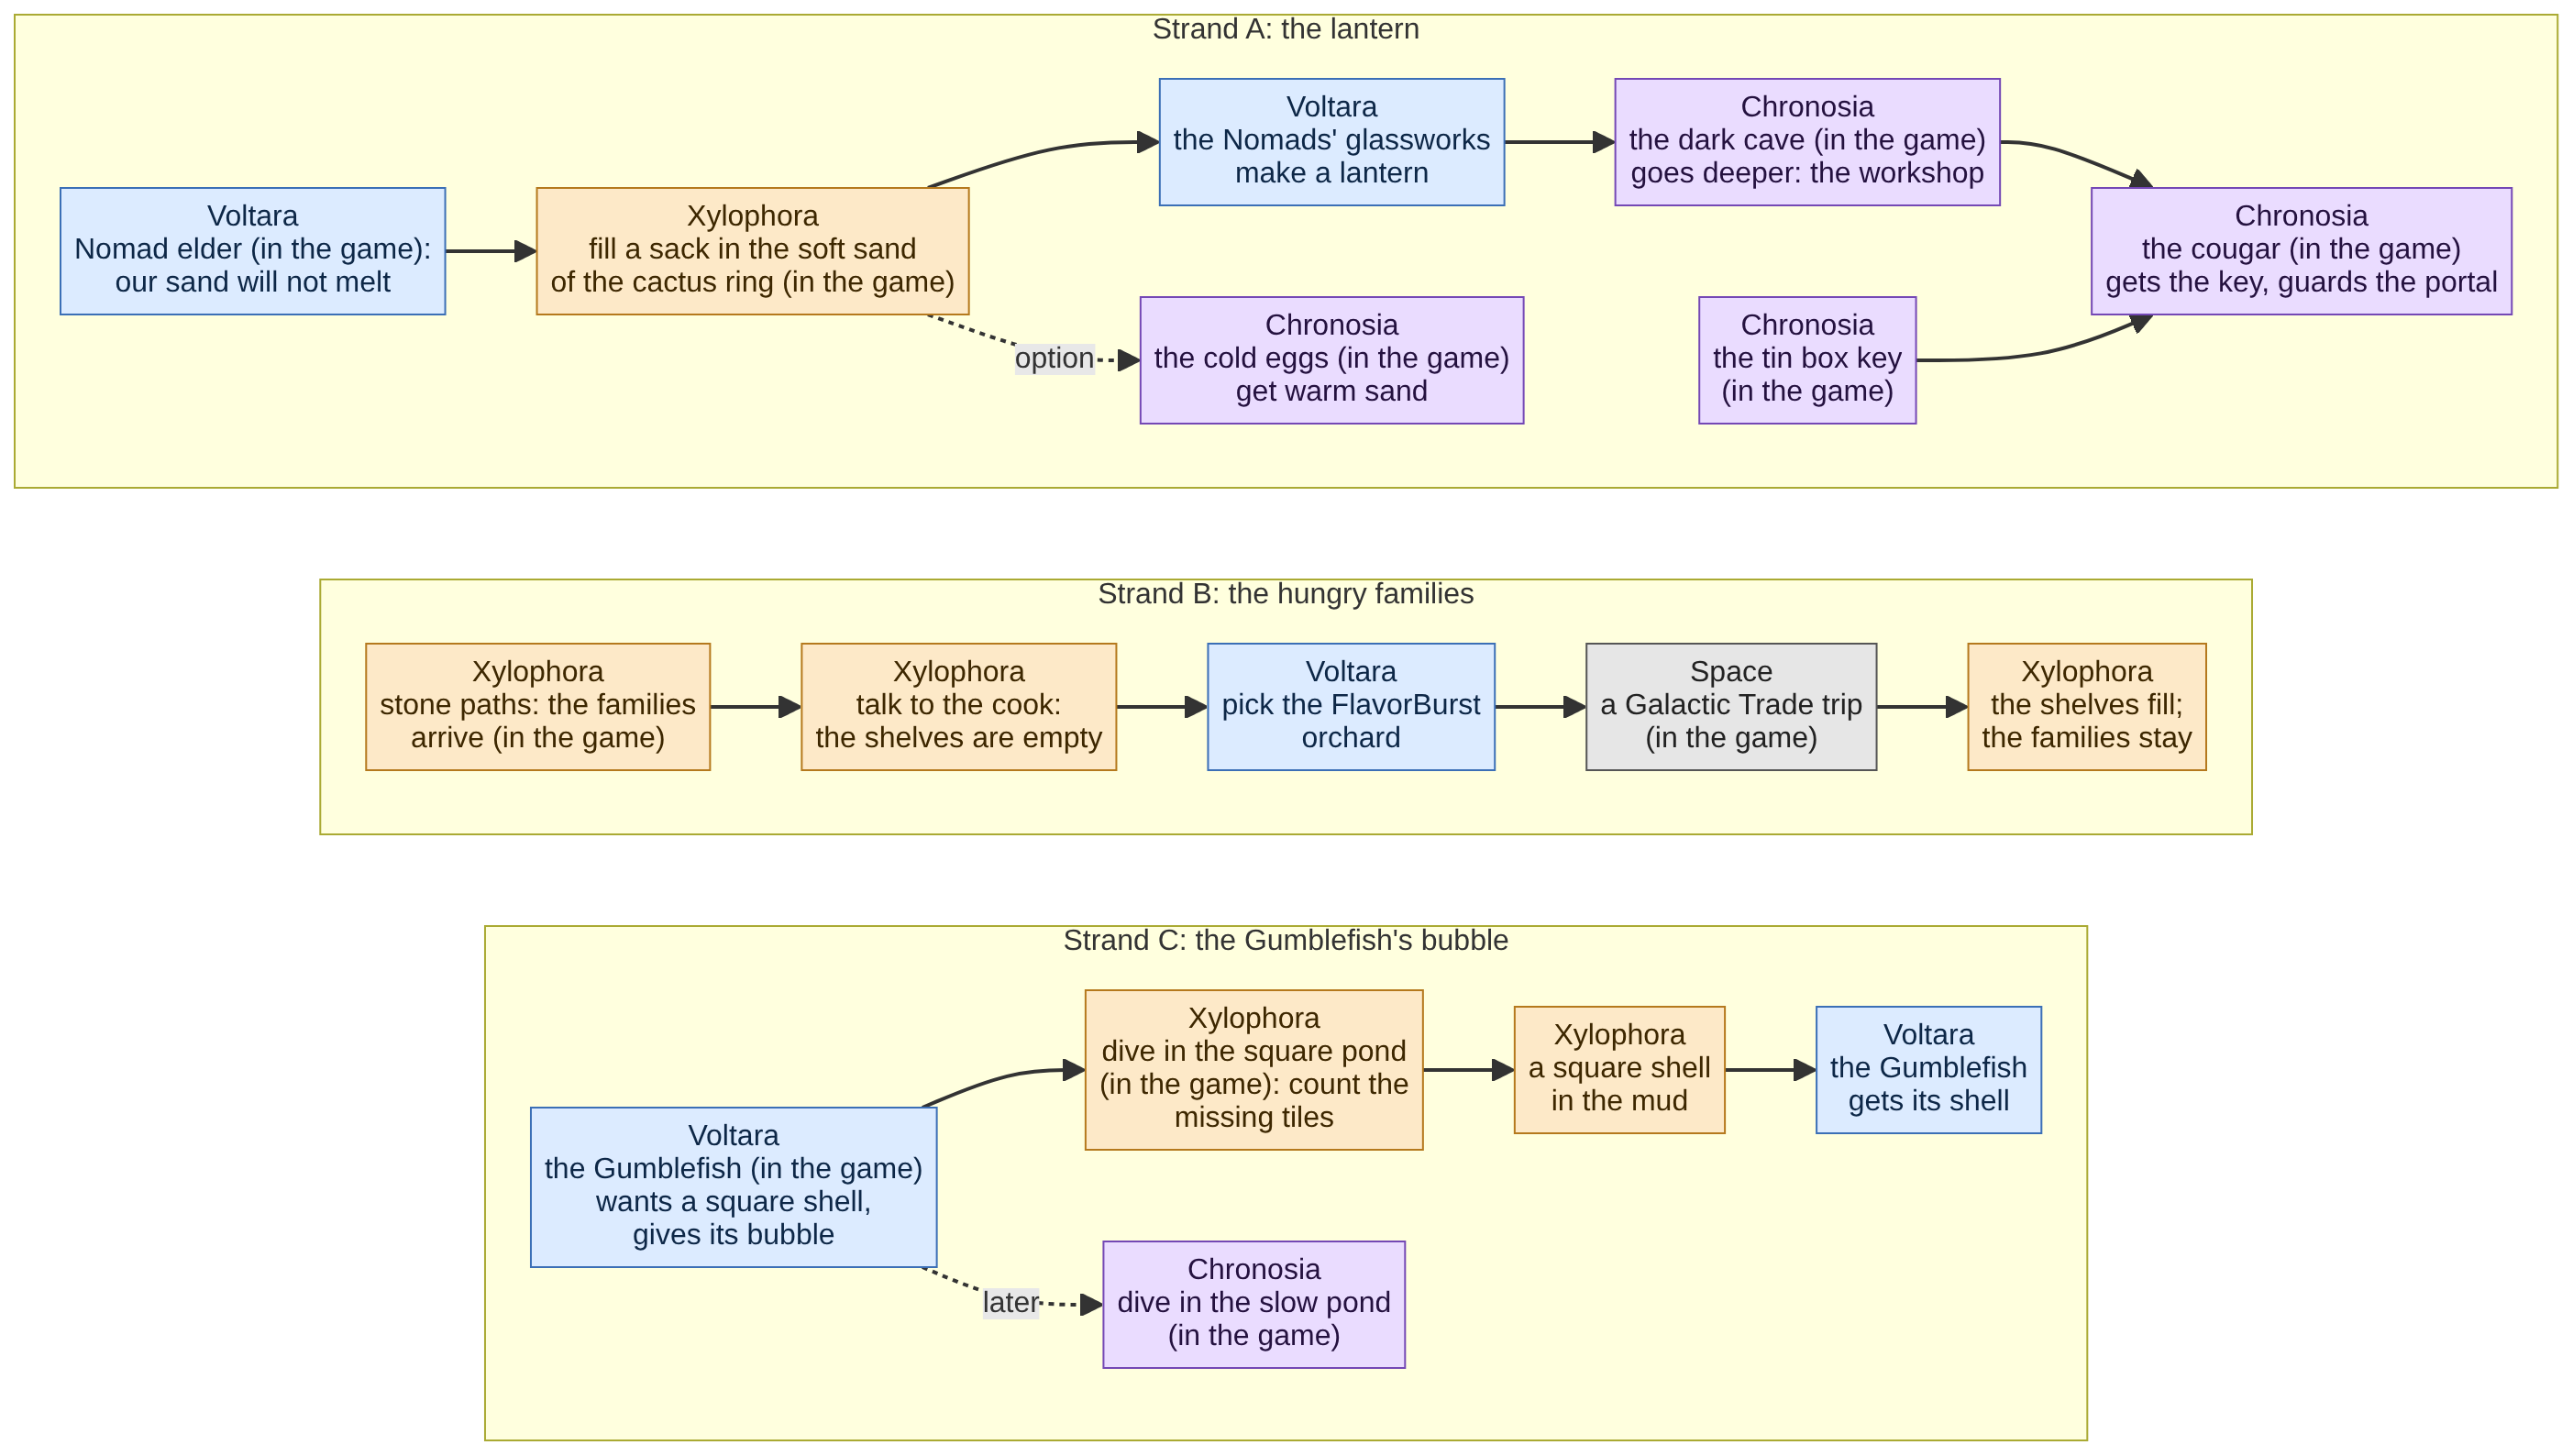 Strand A: the lantern
Voltara
Nomad elder (in the game):
our sand will not melt
Xylophora
fill a sack in the soft sand
of the cactus ring (in the game)
Voltara
the Nomads' glassworks
make a lantern
Chronosia
the dark cave (in the game)
goes deeper: the workshop
option
Chronosia
the cold eggs (in the game)
get warm sand
Chronosia
the tin box key
(in the game)
Chronosia
the cougar (in the game)
gets the key, guards the portal
Strand B: the hungry families
Xylophora
stone paths: the families
arrive (in the game)
Xylophora
talk to the cook:
the shelves are empty
Voltara
pick the FlavorBurst
orchard
Space
a Galactic Trade trip
(in the game)
Xylophora
the shelves fill;
the families stay
Strand C: the Gumblefish's bubble
Voltara
the Gumblefish (in the game)
wants a square shell,
gives its bubble
Xylophora
dive in the square pond
(in the game): count the
missing tiles
Xylophora
a square shell
in the mud
Voltara
the Gumblefish
gets its shell
later
Chronosia
dive in the slow pond
(in the game)